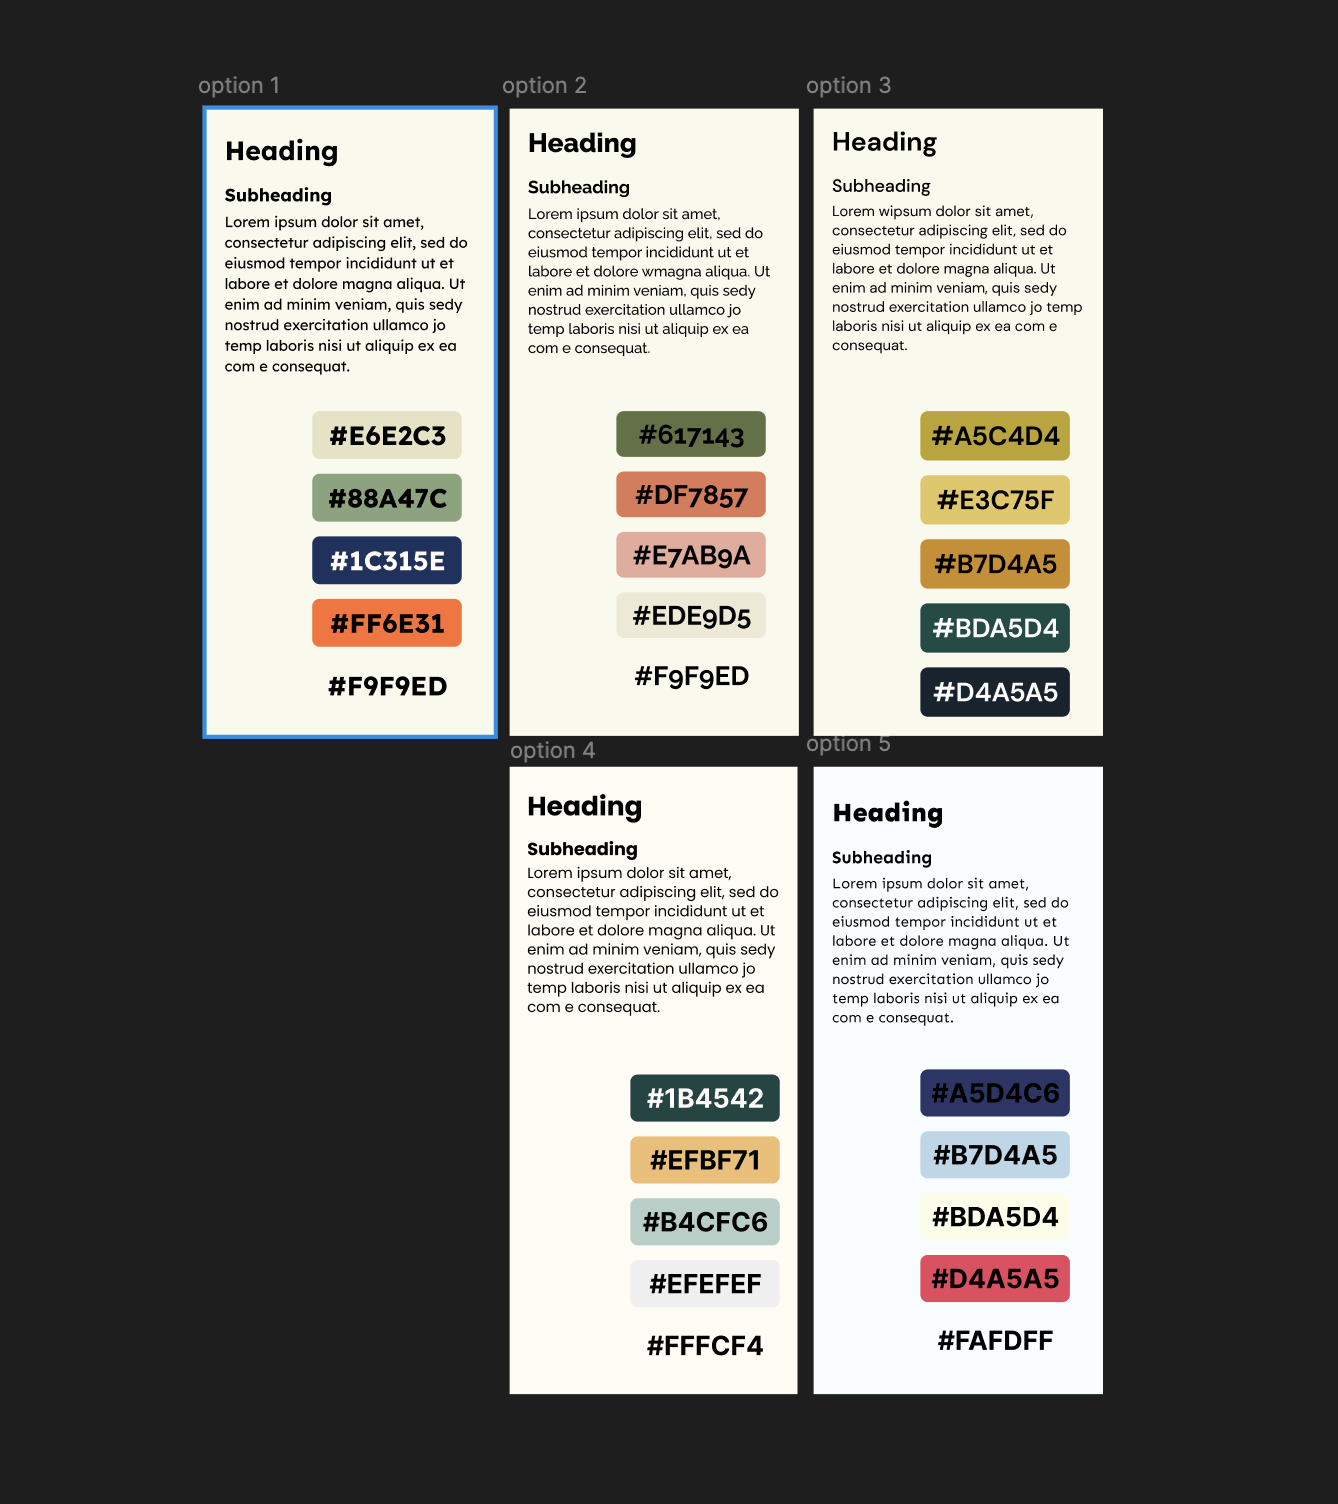 option 1
Heading
Subheading
Lorem ipsum dolor sit amet,
consectetur adipiscing elit, sed do
eiusmod tempor incididunt ut et
labore et dolore magna aliqua. Ut
enim ad minim veniam, quis sedy
nostrud exercitation ullamco jo
temp laboris nisi ut aliquip ex ea
com e consequat.
#E6E2C3
#88A47C
#1C315E
#FF6E31
#F9F9ED
option 2
Heading
Subheading
Lorem ipsum dolor sit amet,
consectetur adipiscing elit, sed do
eiusmod tempor incididunt ut et
labore et dolore wmagna aliqua. Ut
enim ad minim veniam, quis sedy
nostrud exercitation ullamco jo
temp laboris nisi ut aliquip ex ea
com e consequat.
#617143
#DF7857
#E7AB9A
#EDE9D5
#F9F9ED
option 3
Heading
Subheading
Lorem wipsum dolor sit amet,
consectetur adipiscing elit, sed do
eiusmod tempor incididunt ut et
labore et dolore magna aliqua. Ut
enim ad minim veniam, quis sedy
nostrud exercitation ullamco jo temp
laboris nisi ut aliquip ex ea com e
consequat.
#A5C4D4
#E3C75F
#B7D4A5
#BDA5D4
#D4A5A5
option 4
Heading
Subheading
Lorem ipsum dolor sit amet,
consectetur adipiscing elit, sed do
eiusmod tempor incididunt ut et
labore et dolore magna aliqua. Ut
enim ad minim veniam, quis sedy
nostrud exercitation ullamco jo
temp laboris nisi ut aliquip ex ea
com e consequat.
#1B4542
#EFBF71
#B4CFC6
#EFEFEF
#FFFCF4
option 5
Heading
Subheading
Lorem ipsum dolor sit amet,
consectetur adipiscing elit, sed do
eiusmod tempor incididunt ut et
labore et dolore magna aliqua. Ut
enim ad minim veniam, quis sedy
nostrud exercitation ullamco jo
temp laboris nisi ut aliquip ex ea
com e consequat.
#A5D4C6
#B7D4A5
#BDA5D4
#D4A5A5
#FAFDFF